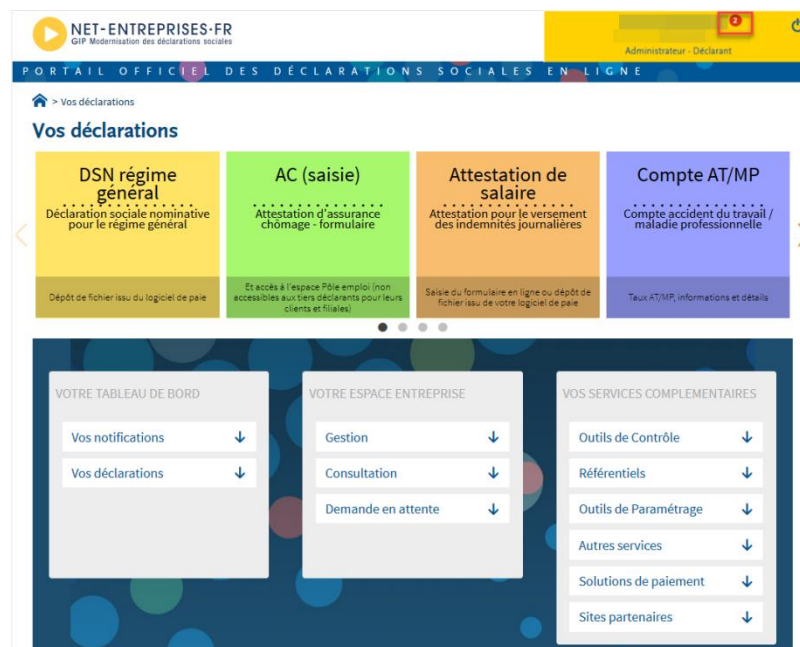 NET-ENTREPRISES·FR
GIP Modernisation des déclarations sociales
2
Administrateur - Déclarant
PORTAIL OFFICIEL DES DÉCLARATIONS SOCIALES EN LIGNE
> Vos déclarations
Vos déclarations
DSN régime
général
Déclaration sociale nominative
pour le régime général
Dépôt de fichier issu du logiciel de paie
AC (saisie)
Attestation d'assurance
chômage - formulaire
Et accès à l'espace Pôle emploi (non
accessibles aux tiers déclarants pour leurs
clients et filiales)
Attestation de
salaire
Attestation pour le versement
des indemnités journalières
Saisie du formulaire en ligne ou dépôt de
fichier issu de votre logiciel de paie
Compte AT/MP
Compte accident du travail /
maladie professionnelle
Taux AT/MP, informations et détails
VOTRE TABLEAU DE BORD
Vos notifications
Vos déclarations
VOTRE ESPACE ENTREPRISE
Gestion
Consultation
Demande en attente
VOS SERVICES COMPLEMENTAIRES
Outils de Contrôle
Référentiels
Outils de Paramétrage
Autres services
Solutions de paiement
Sites partenaires